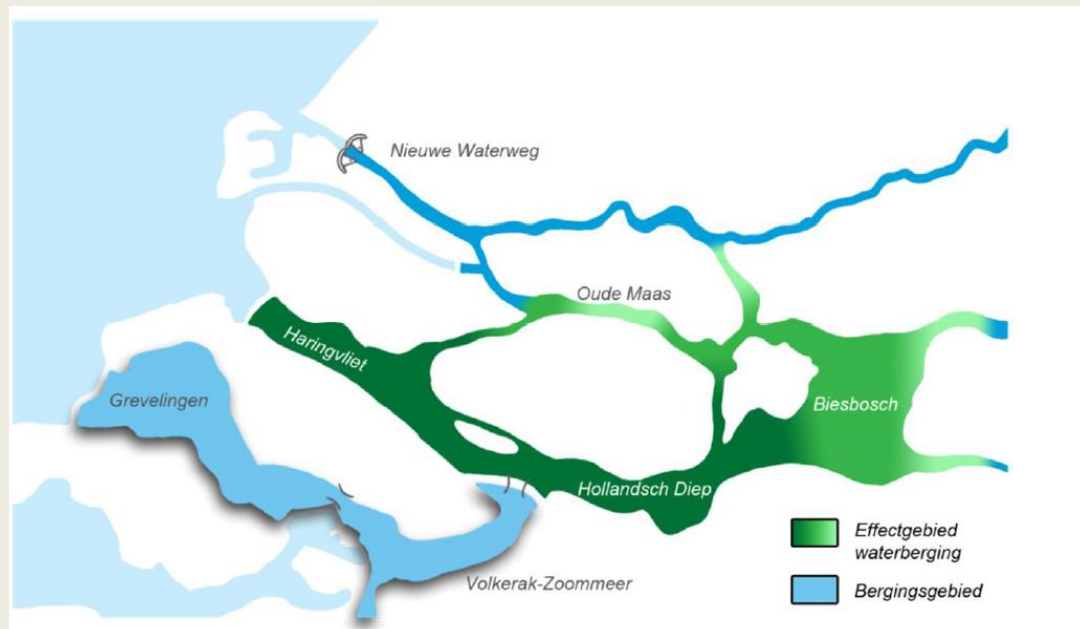 Nieuwe Waterweg
Oude Maas
Haringvliet
Grevelingen
Biesbosch
Hollandsch Diep
Volkerak-Zoommeer
Effectgebied
waterberging
Bergingsgebied